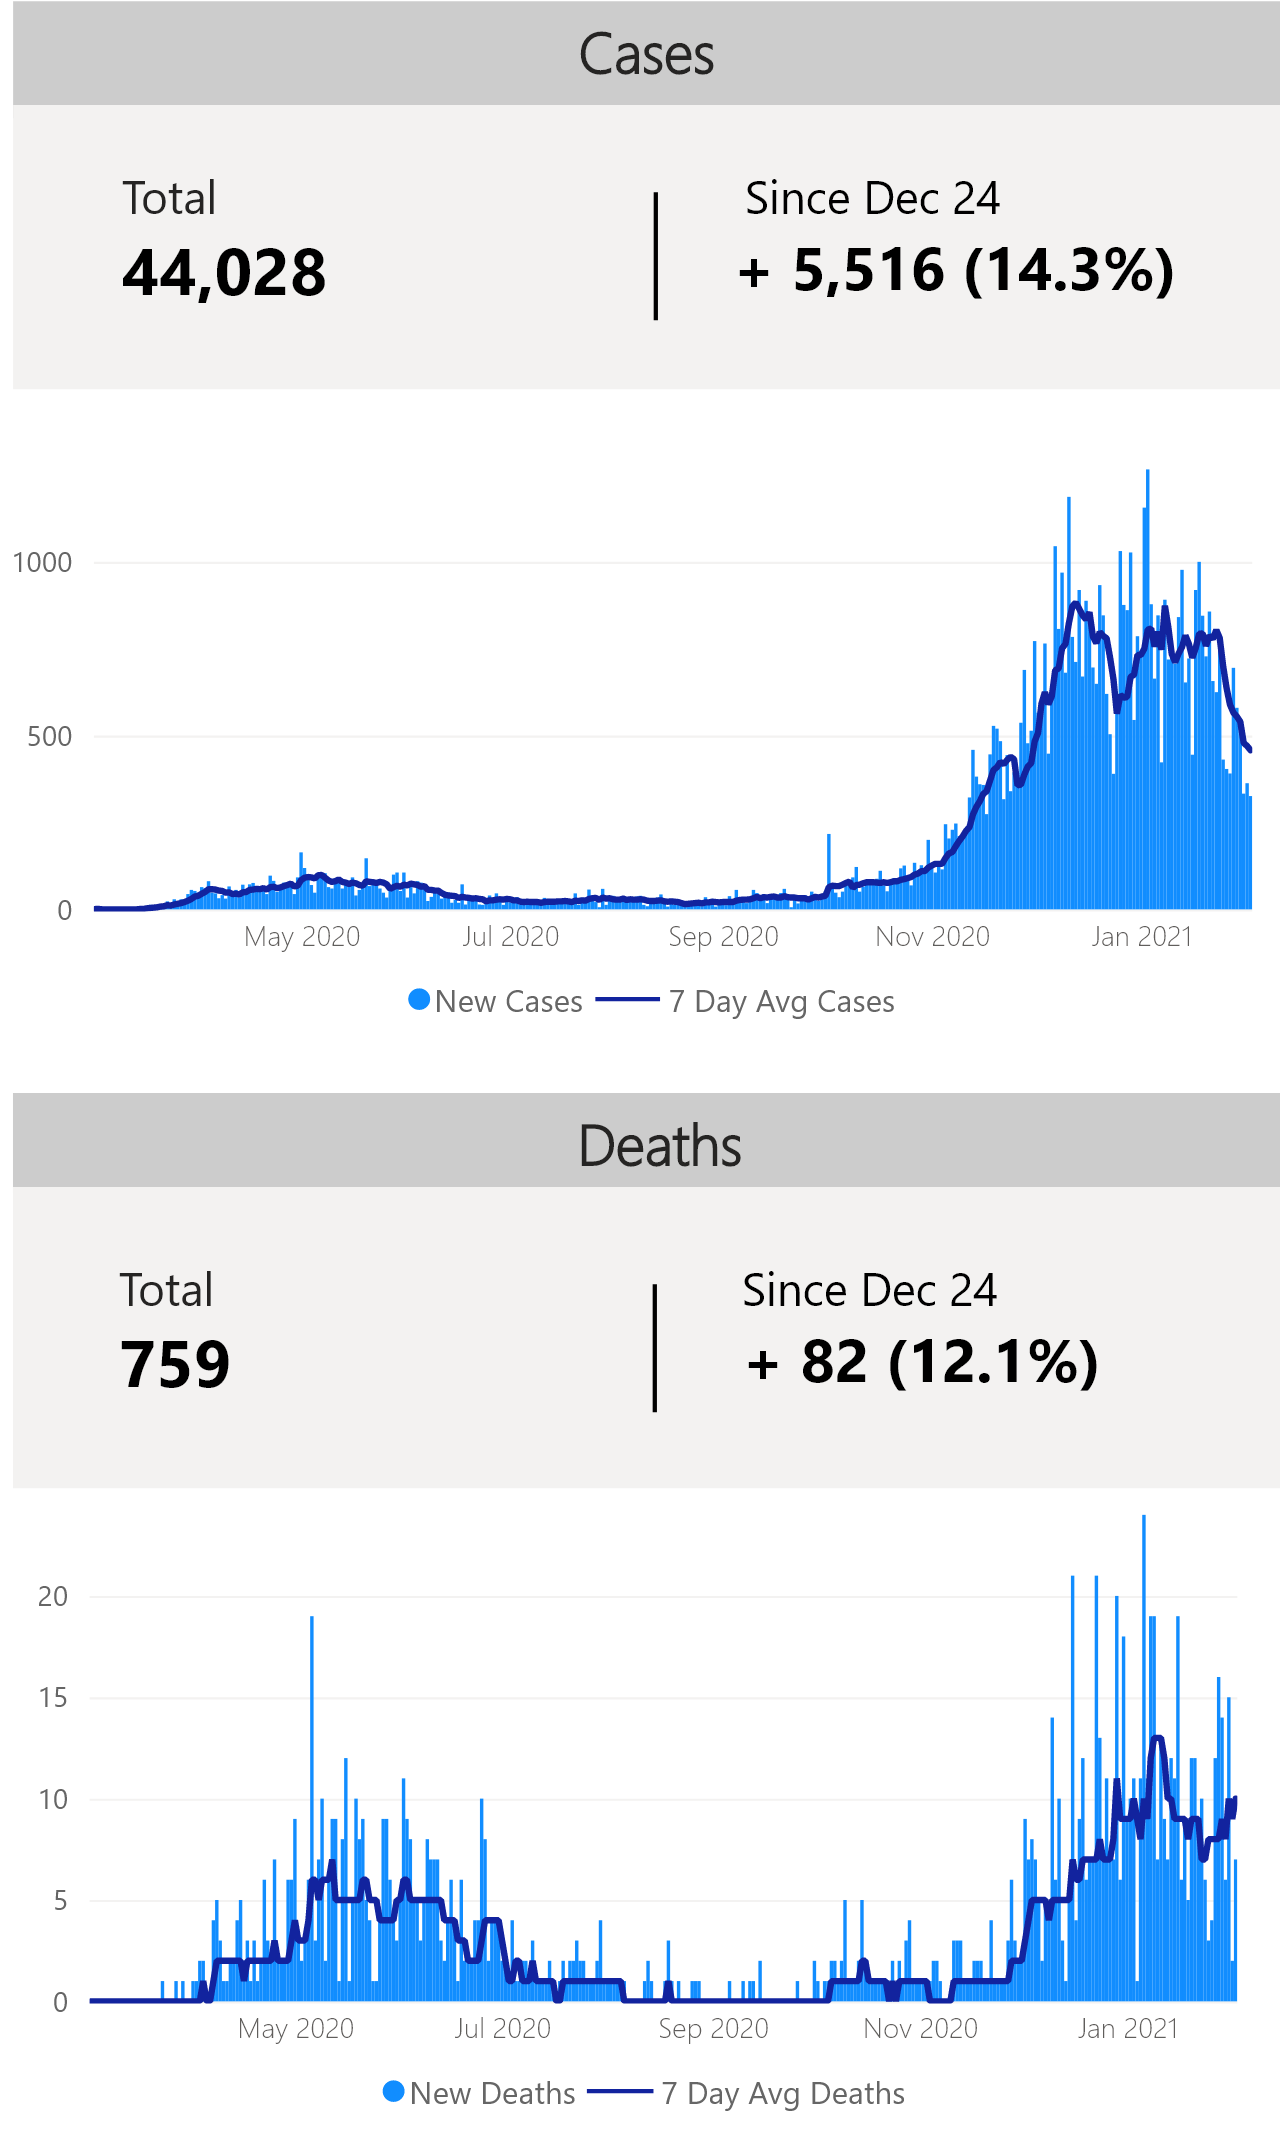 Cases
Total
Since Dec 24
44,028
+ 5,516 (14.3%)
1000
500
0
May 2020
Jul 2020
Sep 2020
Nov 2020
Jan 2021
New Cases
7 Day Avg Cases
Deaths
Total
Since Dec 24
759
+ 82 (12.1%)
20
15
10
5
0
May 2020
Jul 2020
Sep 2020
Nov 2020
Jan 2021
New Deaths
7 Day Avg Deaths